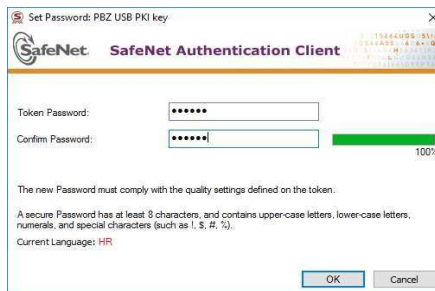 Set Password: PBZ USB PKI key
SafeNet. SafeNet Authentication Client
Token Password: ••••••
Confirm Password: ••••••
100%
The new Password must comply with the quality settings defined on the token.
A secure Password has at least 8 characters, and contains upper-case letters, lower-case letters,
numerals, and special characters (such as !, $, #, %).
Current Language: HR
OK Cancel